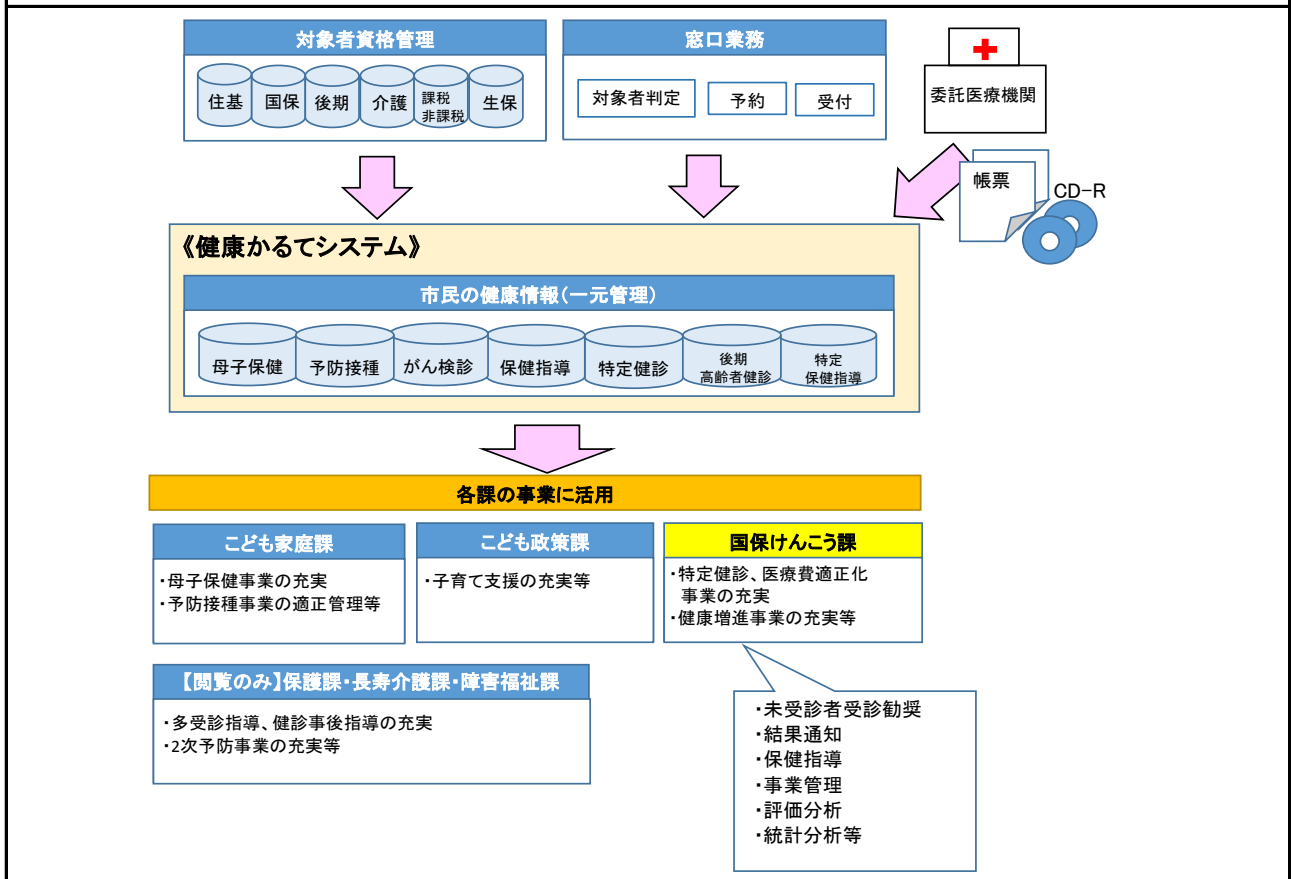 対象者資格管理
住基
国保
後期
介護
課税
非課税
生保
窓口業務
対象者判定
予約
受付
委託医療機関
帳票
CD-R
《健康かるてシステム》
市民の健康情報(一元管理)
母子保健
予防接種
がん検診
保健指導
特定健診
後期
高齢者健診
特定
保健指導
各課の事業に活用
こども家庭課
・母子保健事業の充実
・予防接種事業の適正管理等
こども政策課
・子育て支援の充実等
国保けんこう課
・特定健診、医療費適正化
事業の充実
・健康増進事業の充実等
【閲覧のみ】保護課・長寿介護課・障害福祉課
・多受診指導、健診事後指導の充実
・2次予防事業の充実等
・未受診者受診勧奨
・結果通知
・保健指導
・事業管理
・評価分析
・統計分析等